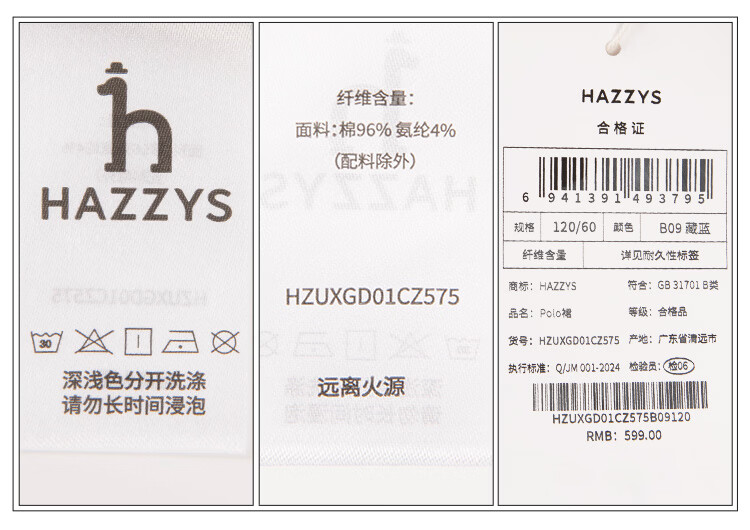 HAZZYS
30
深浅色分开洗涤
请勿长时间浸泡
纤维含量：
面料：棉96% 氨纶4%
（配料除外）
HZUXGD01CZ575
远离火源
HAZZYS
合格证
6 941391 493795
规格 120/60 颜色 B09 藏蓝
纤维含量 详见耐久性标签
商标：HAZZYS 符合：GB 31701 B类
品名：Polo裙 等级：合格品
货号：HZUXGD01CZ575 产地：广东省清远市
执行标准：Q/JM 001-2024 检验员：检06
HZUXGD01CZ575B09120
RMB：599.00